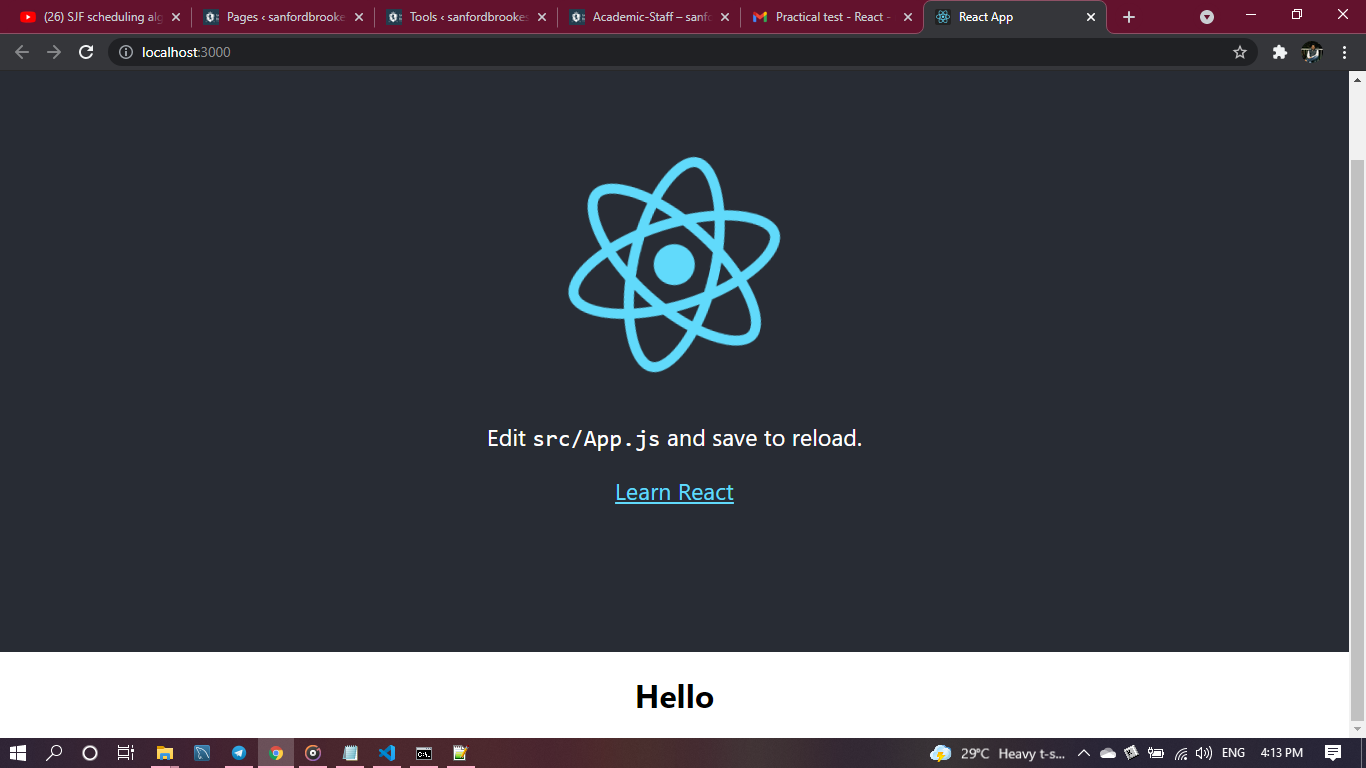 (26) SJF scheduling alg
Pages ‹ sanfordbrooke
Tools ‹ sanfordbrooke
Academic-Staff – sanf
Practical test - React -
React App
localhost:3000
Edit src/App.js and save to reload.
Learn React
Hello
29°C Heavy t-s...
ENG
4:13 PM